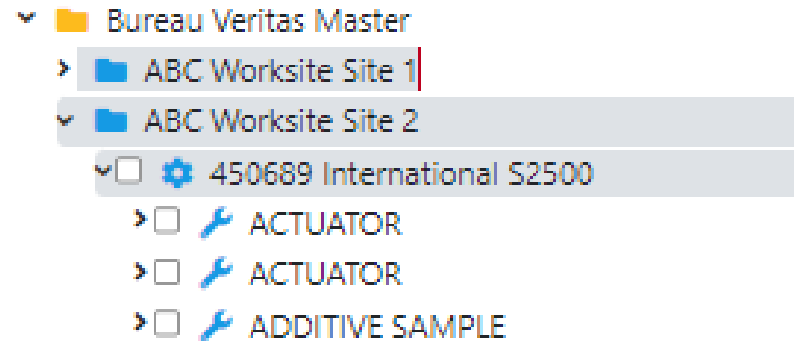 Bureau Veritas Master
ABC Worksite Site 1
ABC Worksite Site 2
450689 International S2500
ACTUATOR
ACTUATOR
ADDITIVE SAMPLE